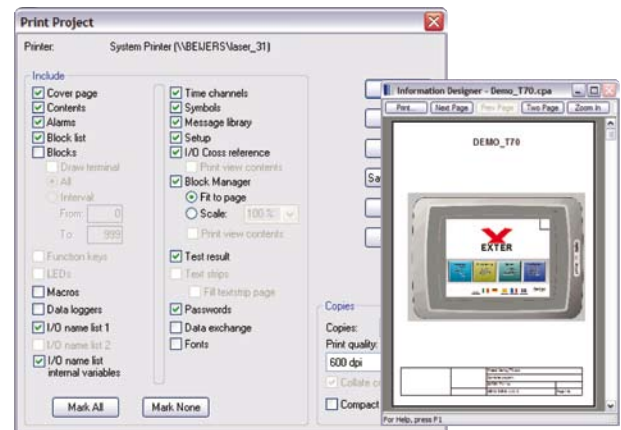 Print Project
Printer: System Printer (\\BEIJERS\laser_31)
Include
Cover page
Contents
Alarms
Block list
Blocks
Draw terminal
All
Interval
From: 0
To: 999
Function keys
LEDs
Macros
Data loggers
I/O name list 1
I/O name list 2
I/O name list
internal variables
Time channels
Symbols
Message library
Setup
I/O Cross reference
Print view contents
Block Manager
Fit to page
Scale: 100 %
Print view contents
Test result
Text strips
Fill textstrip page
Passwords
Data exchange
Fonts
Mark All
Mark None
Sa
Copies
Copies:
Print quality:
600 dpi
Collate co
Compact
Information Designer - Demo_T70.cpa
Print...
Next Page
Prev Page
Two Page
Zoom In
DEMO_T70
EXTER
For Help, press F1